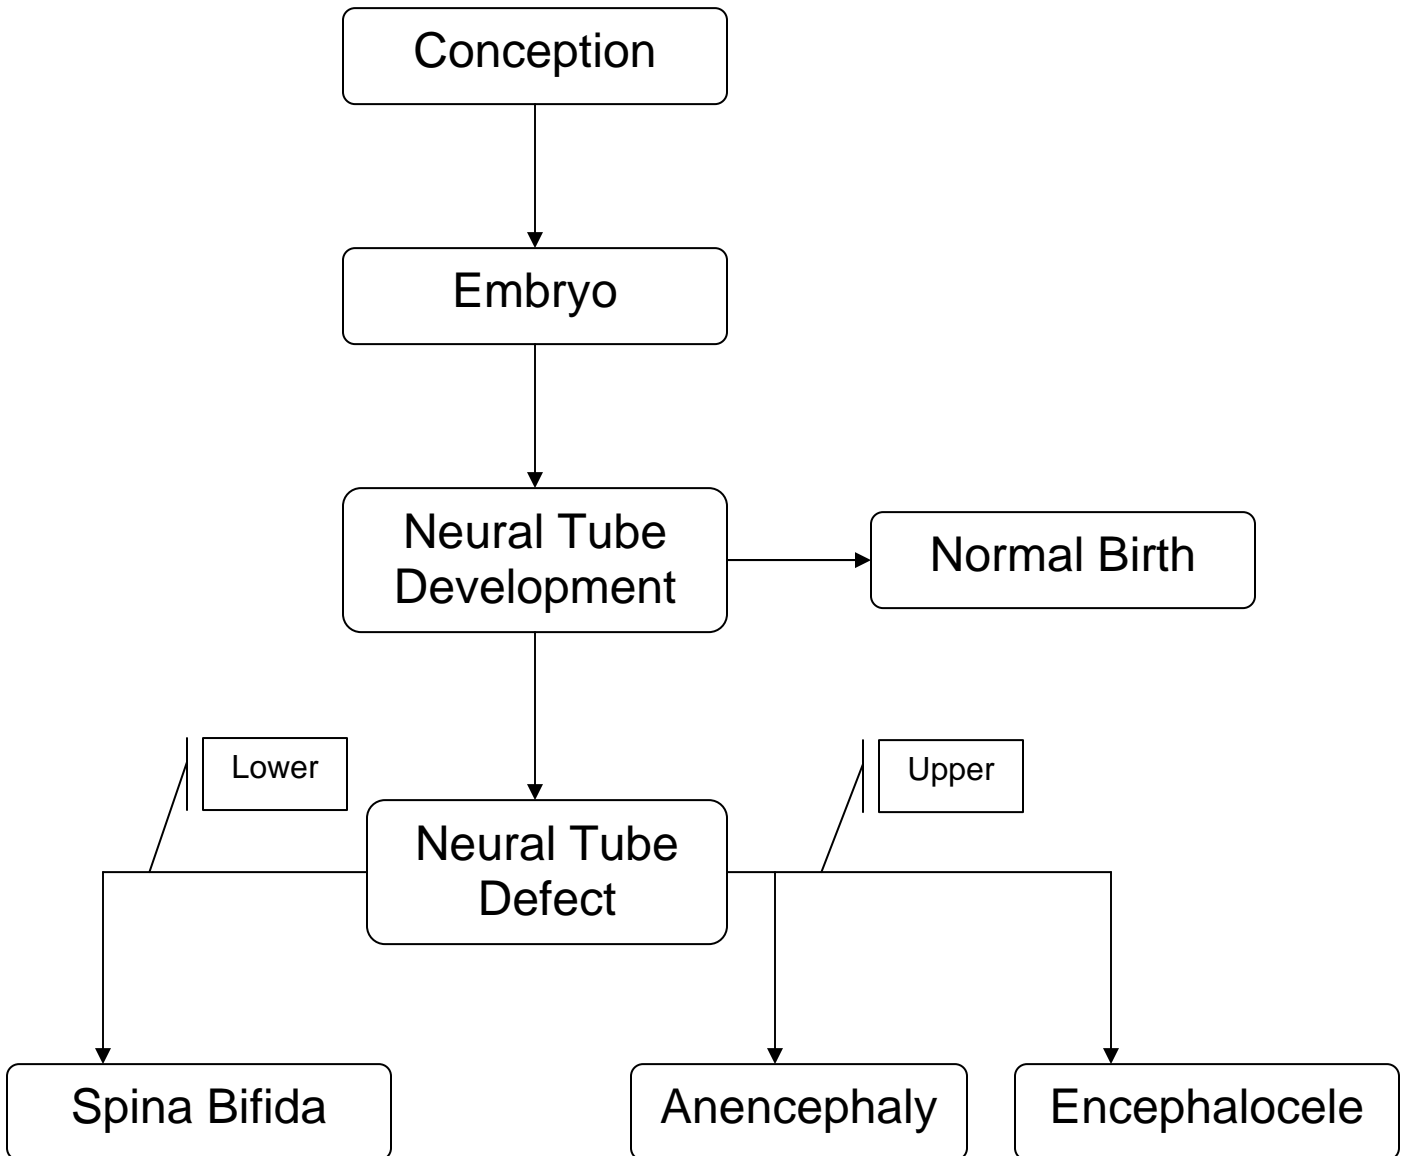 Conception
Embryo
Neural Tube
Development
Normal Birth
Lower
Upper
Neural Tube
Defect
Spina Bifida
Anencephaly
Encephalocele